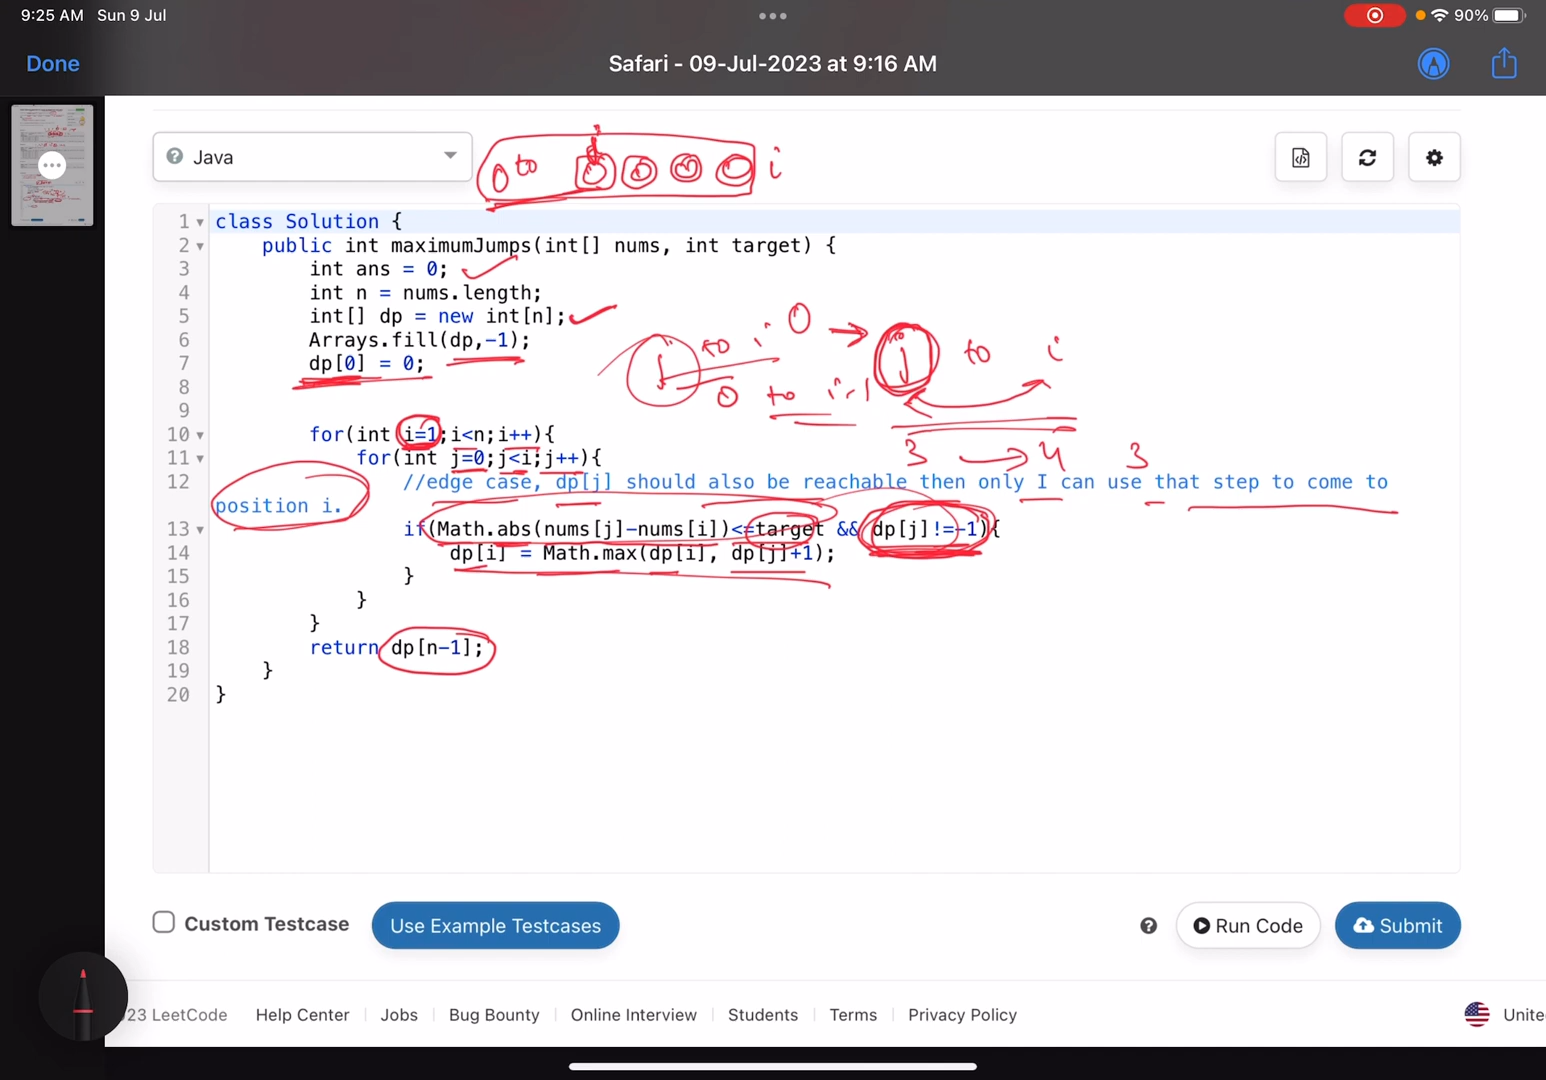 9:25 AM Sun 9 Jul
90%
Done
Safari - 09-Jul-2023 at 9:16 AM
Java
0 to i
1 class Solution {
2 public int maximumJumps(int[] nums, int target) {
3 int ans = 0;
4 int n = nums.length;
5 int[] dp = new int[n];
6 Arrays.fill(dp,-1);
7 dp[0] = 0;
8
9
j to i 0 → j to i
0 to i-1
3 → 4 3
10 for(int i=1;i<n;i++){
11 for(int j=0;j<i;j++){
12 //edge case, dp[j] should also be reachable then only I can use that step to come to
position i.
13 if(Math.abs(nums[j]-nums[i])<=target && dp[j]!=-1){
14 dp[i] = Math.max(dp[i], dp[j]+1);
15 }
16 }
17 }
18 return dp[n-1];
19 }
20 }
Custom Testcase
Use Example Testcases
Run Code
Submit
23 LeetCode Help Center | Jobs | Bug Bounty | Online Interview | Students | Terms | Privacy Policy
Unite